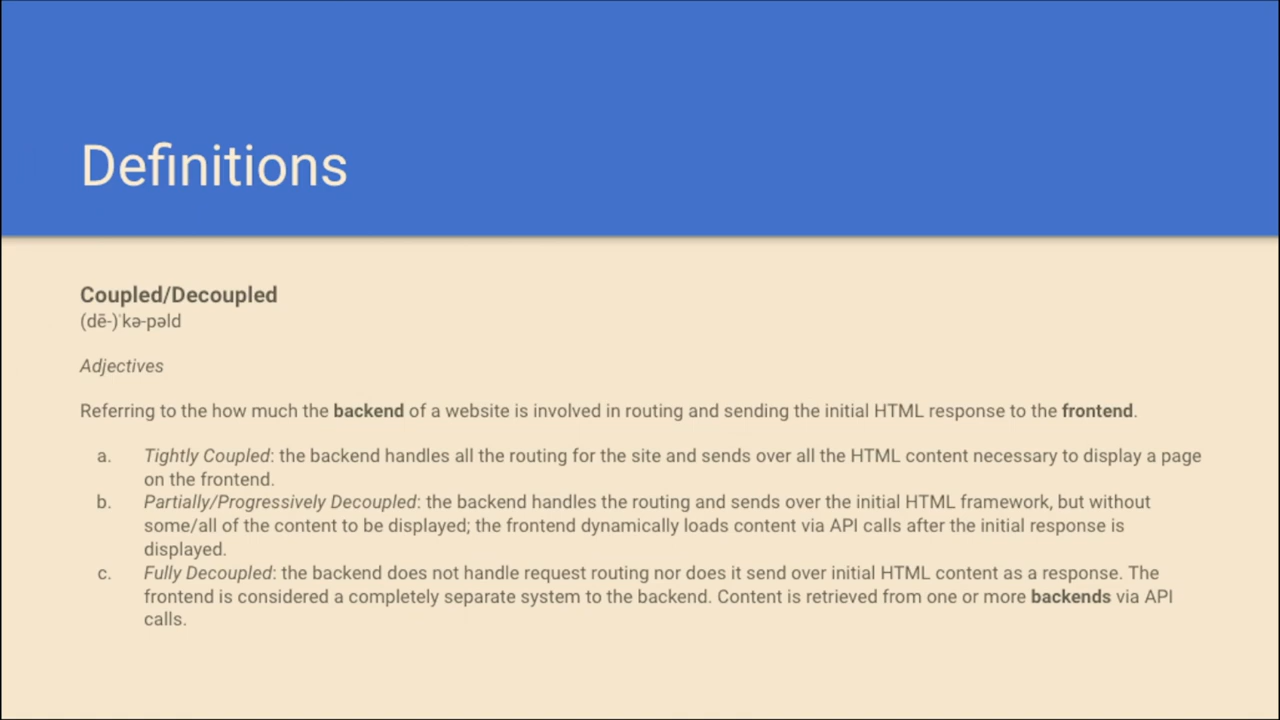 Definitions
Coupled/Decoupled
(dē-)ˈkə-pəld
Adjectives
Referring to the how much the backend of a website is involved in routing and sending the initial HTML response to the frontend.
a. Tightly Coupled: the backend handles all the routing for the site and sends over all the HTML content necessary to display a page
on the frontend.
b. Partially/Progressively Decoupled: the backend handles the routing and sends over the initial HTML framework, but without
some/all of the content to be displayed; the frontend dynamically loads content via API calls after the initial response is
displayed.
c. Fully Decoupled: the backend does not handle request routing nor does it send over initial HTML content as a response. The
frontend is considered a completely separate system to the backend. Content is retrieved from one or more backends via API
calls.